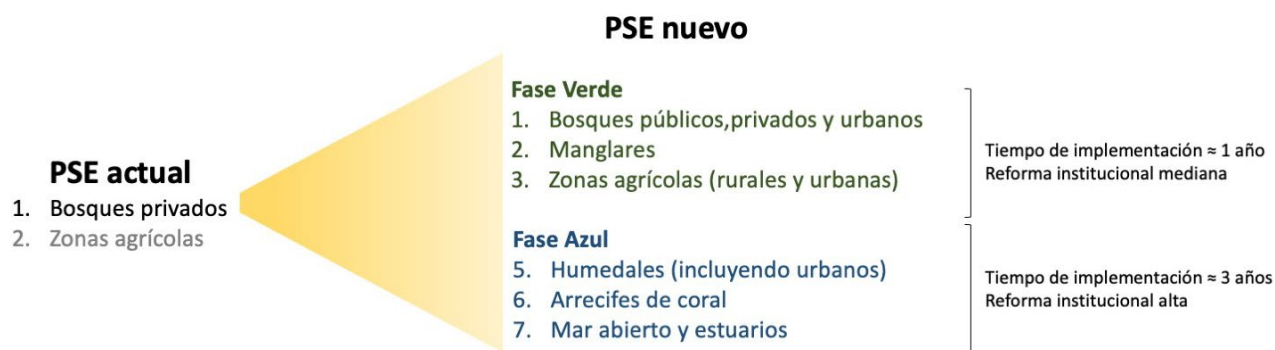 PSE nuevo
PSE actual
1. Bosques privados
2. Zonas agrícolas
Fase Verde
1. Bosques públicos,privados y urbanos
2. Manglares
3. Zonas agrícolas (rurales y urbanas)
Tiempo de implementación ≈ 1 año
Reforma institucional mediana
Fase Azul
5. Humedales (incluyendo urbanos)
6. Arrecifes de coral
7. Mar abierto y estuarios
Tiempo de implementación ≈ 3 años
Reforma institucional alta